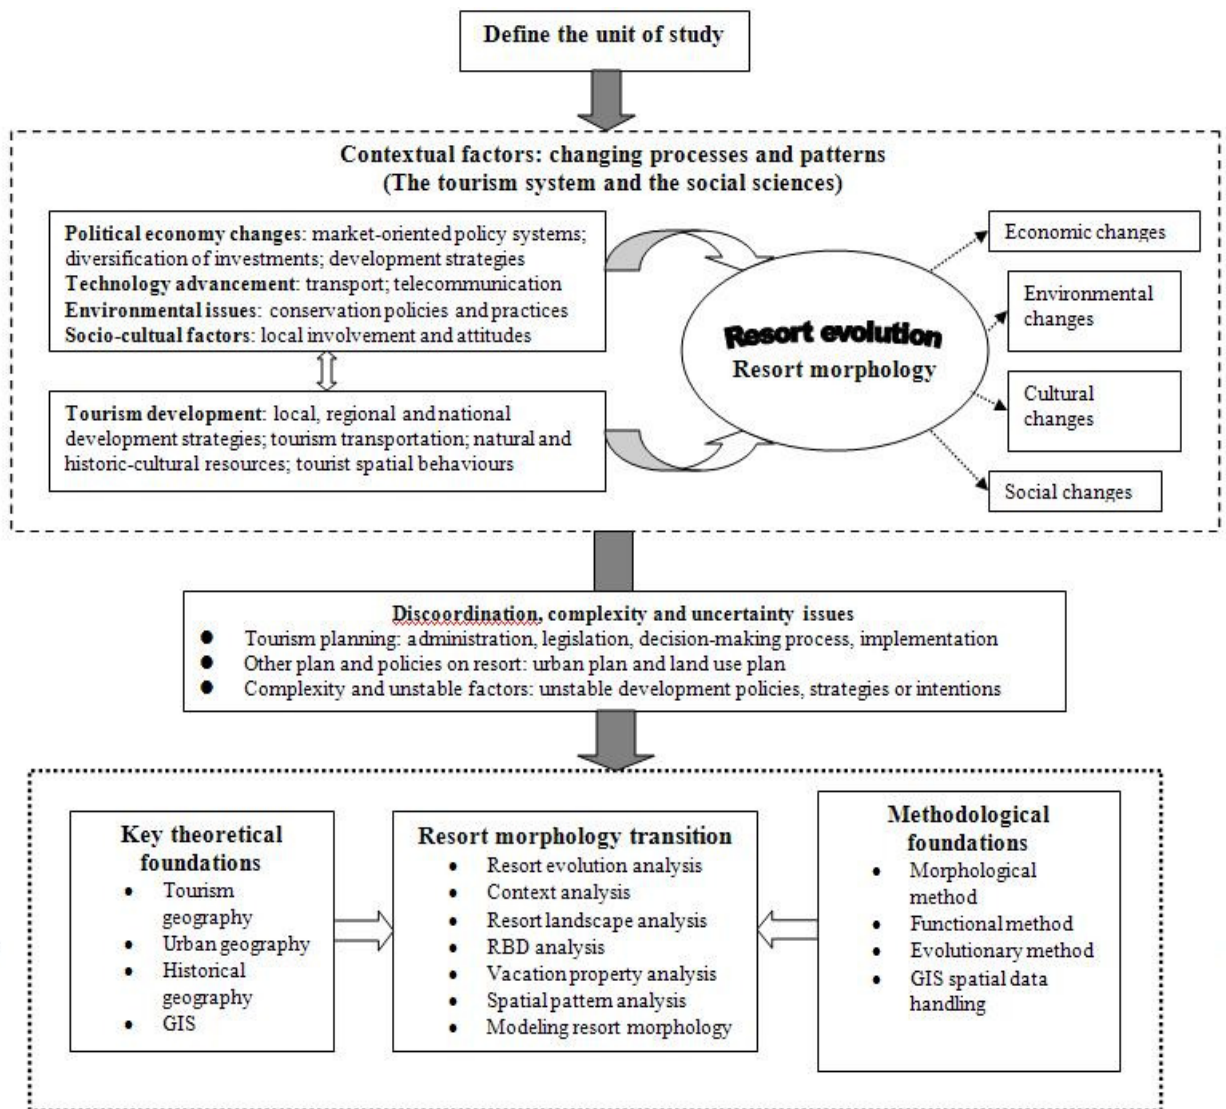 Define the unit of study
Contextual factors: changing processes and patterns
(The tourism system and the social sciences)
Political economy changes: market-oriented policy systems;
diversification of investments; development strategies
Technology advancement: transport; telecommunication
Environmental issues: conservation policies and practices
Socio-cultual factors: local involvement and attitudes
Tourism development: local, regional and national
development strategies; tourism transportation; natural and
historic-cultural resources; tourist spatial behaviours
Resort evolution
Resort morphology
Economic changes
Environmental
changes
Cultural
changes
Social changes
Discoordination, complexity and uncertainty issues
● Tourism planning: administration, legislation, decision-making process, implementation
● Other plan and policies on resort: urban plan and land use plan
● Complexity and unstable factors: unstable development policies, strategies or intentions
Key theoretical
foundations
• Tourism
geography
• Urban geography
• Historical
geography
• GIS
Resort morphology transition
• Resort evolution analysis
• Context analysis
• Resort landscape analysis
• RBD analysis
• Vacation property analysis
• Spatial pattern analysis
• Modeling resort morphology
Methodological
foundations
• Morphological
method
• Functional method
• Evolutionary method
• GIS spatial data
handling